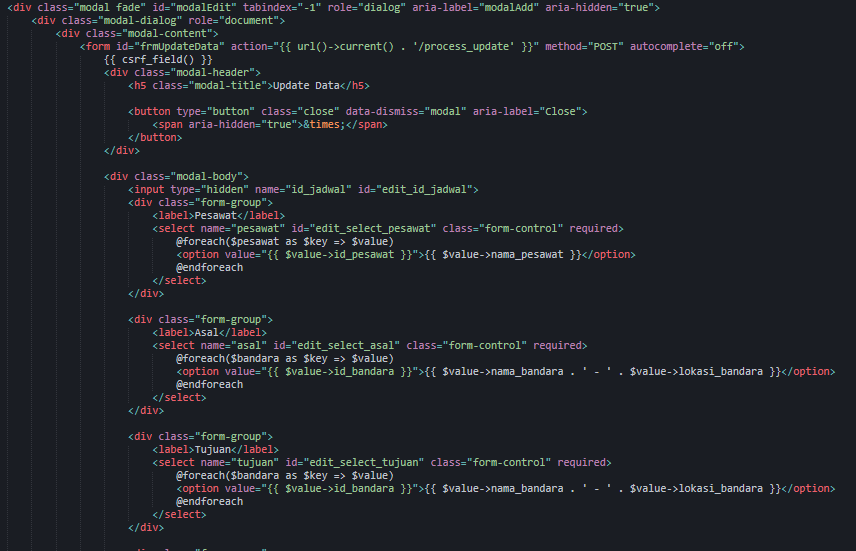 <div class="modal fade" id="modalEdit" tabindex="-1" role="dialog" aria-label="modalAdd" aria-hidden="true">
<div class="modal-dialog" role="document">
<div class="modal-content">
<form id="frmUpdateData" action="{{ url()->current() . '/process_update' }}" method="POST" autocomplete="off">
{{ csrf_field() }}
<div class="modal-header">
<h5 class="modal-title">Update Data</h5>
<button type="button" class="close" data-dismiss="modal" aria-label="Close">
<span aria-hidden="true">&times;</span>
</button>
</div>
<div class="modal-body">
<input type="hidden" name="id_jadwal" id="edit_id_jadwal">
<div class="form-group">
<label>Pesawat</label>
<select name="pesawat" id="edit_select_pesawat" class="form-control" required>
@foreach($pesawat as $key => $value)
<option value="{{ $value->id_pesawat }}">{{ $value->nama_pesawat }}</option>
@endforeach
</select>
</div>
<div class="form-group">
<label>Asal</label>
<select name="asal" id="edit_select_asal" class="form-control" required>
@foreach($bandara as $key => $value)
<option value="{{ $value->id_bandara }}">{{ $value->nama_bandara . ' - ' . $value->lokasi_bandara }}</option>
@endforeach
</select>
</div>
<div class="form-group">
<label>Tujuan</label>
<select name="tujuan" id="edit_select_tujuan" class="form-control" required>
@foreach($bandara as $key => $value)
<option value="{{ $value->id_bandara }}">{{ $value->nama_bandara . ' - ' . $value->lokasi_bandara }}</option>
@endforeach
</select>
</div>